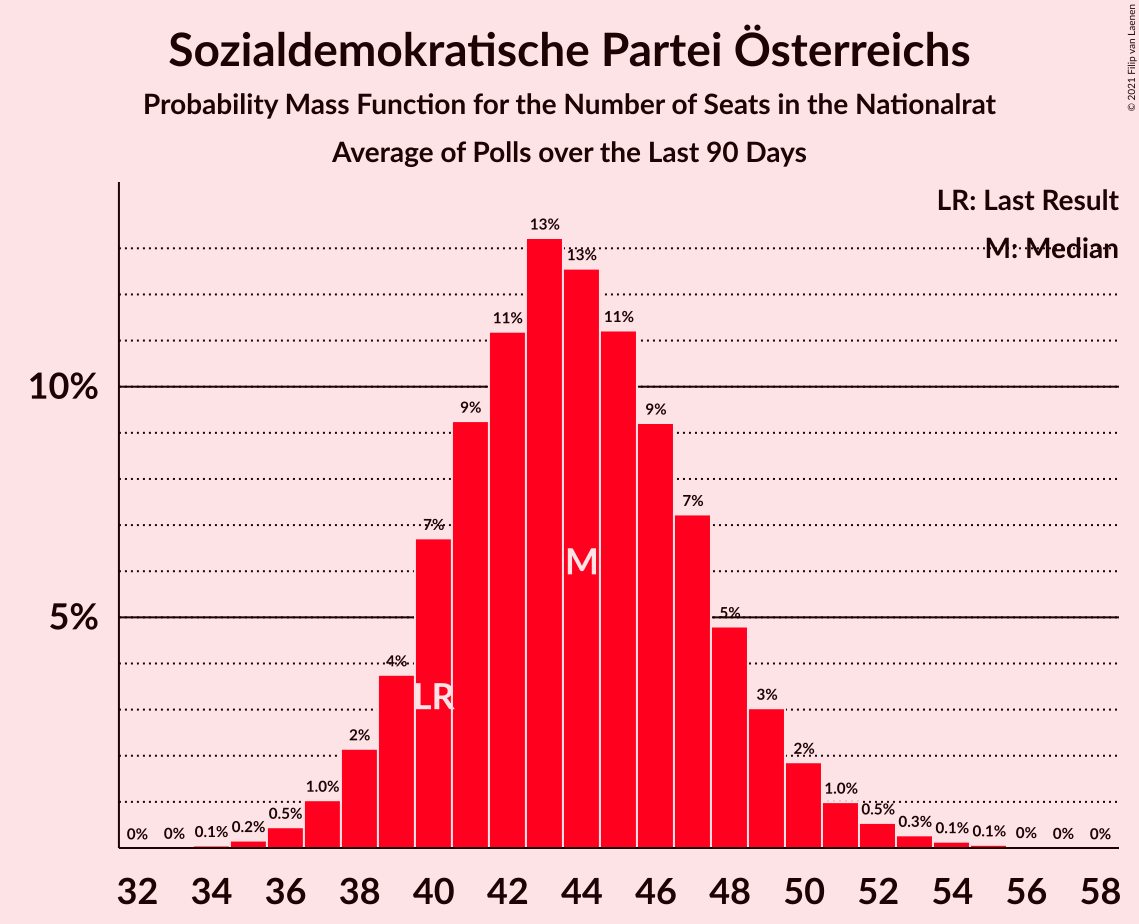 Sozialdemokratische Partei Österreichs
Probability Mass Function for the Number of Seats in the Nationalrat
Average of Polls over the Last 90 Days
© 2021 Filip van Laenen
LR: Last Result
M: Median
10%
5%
0% 0% 0.1% 0.2% 0.5% 1.0% 2% 4% 7% 9% 11% 13% 13% 11% 9% 7% 5% 3% 2% 1.0% 0.5% 0.3% 0.1% 0.1% 0% 0% 0%
M
LR
32 34 36 38 40 42 44 46 48 50 52 54 56 58